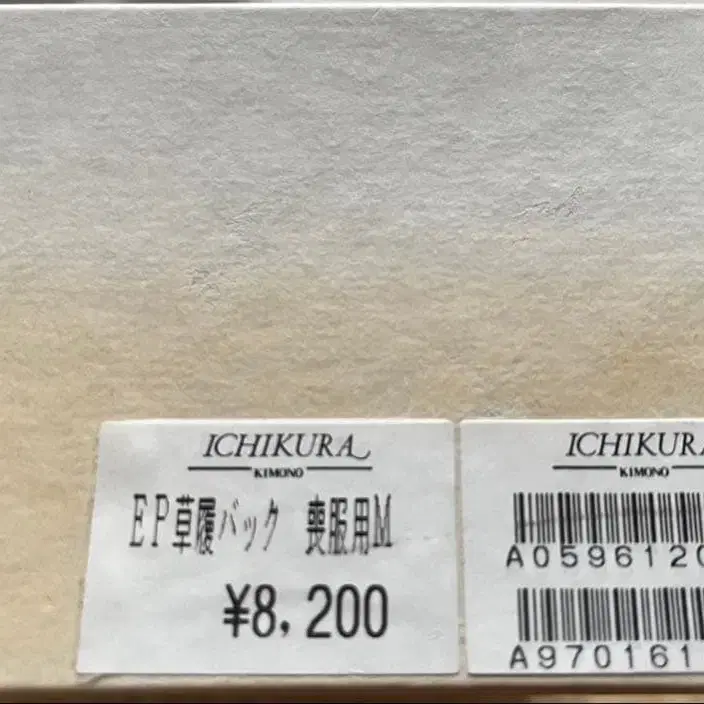 ICHIKURA
KIMONO
EP草履バック 喪服用M
¥8,200
ICHIKURA
KIMONO
A0596120
A970161